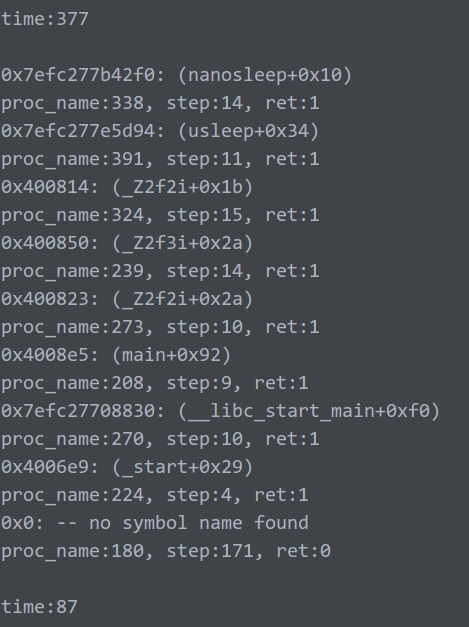 time:377
0x7efc277b42f0: (nanosleep+0x10)
proc_name:338, step:14, ret:1
0x7efc277e5d94: (usleep+0x34)
proc_name:391, step:11, ret:1
0x400814: (_Z2f2i+0x1b)
proc_name:324, step:15, ret:1
0x400850: (_Z2f3i+0x2a)
proc_name:239, step:14, ret:1
0x400823: (_Z2f2i+0x2a)
proc_name:273, step:10, ret:1
0x4008e5: (main+0x92)
proc_name:208, step:9, ret:1
0x7efc27708830: (__libc_start_main+0xf0)
proc_name:270, step:10, ret:1
0x4006e9: (_start+0x29)
proc_name:224, step:4, ret:1
0x0: -- no symbol name found
proc_name:180, step:171, ret:0
time:87